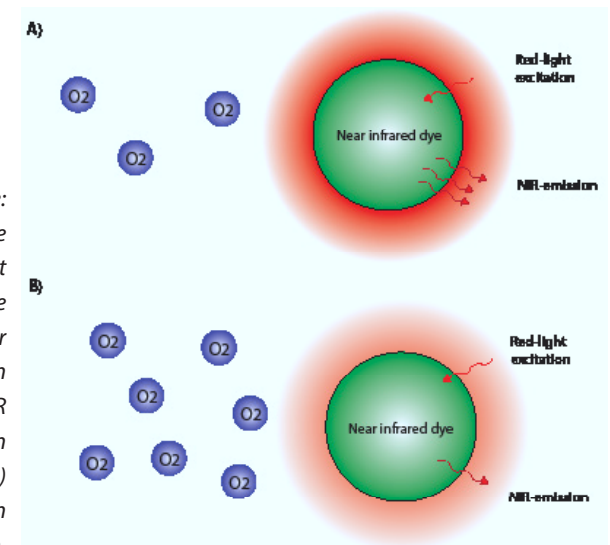 A)
Red-light
excitation
O2
O2
O2
Near infrared dye
NIR-emission
B)
Red-light
excitation
O2
O2
O2
O2
O2
O2
O2
Near infrared dye
NIR-emission